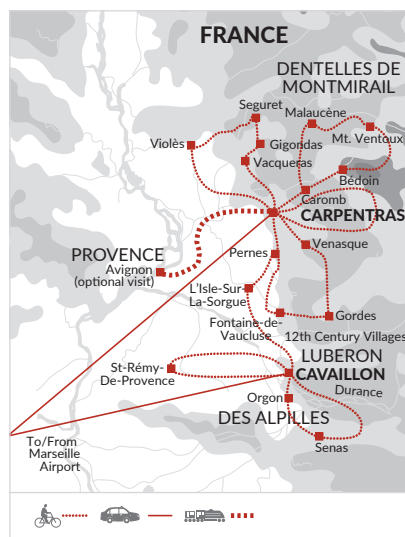 FRANCE
DENTELLES DE
MONTMIRAIL
Seguret
Malaucène
Mt. Ventoux
Violès
Gigondas
Vacqueras
Bédoin
Caromb
CARPENTRAS
Venasque
Pernes
PROVENCE
Avignon
(optional visit)
L'Isle-Sur-
La-Sorgue
Fontaine-de-
Vaucluse
Gordes
12th Century Villages
LUBERON
CAVAILLON
St-Rémy-
De-Provence
Durance
Orgon
DES ALPILLES
Senas
To/From
Marseille
Airport